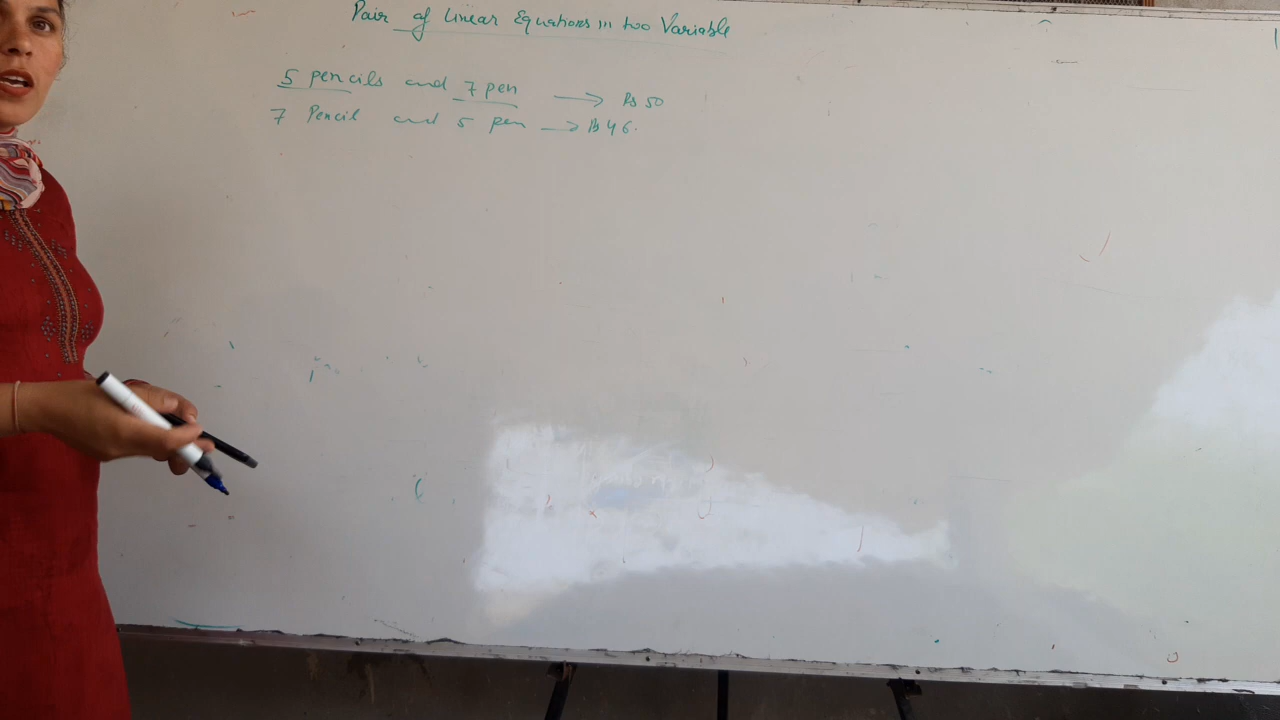 Pair of Linear Equations in two Variable
5 pencils and 7 pen → Rs 50
7 Pencil and 5 pen → Rs 46.